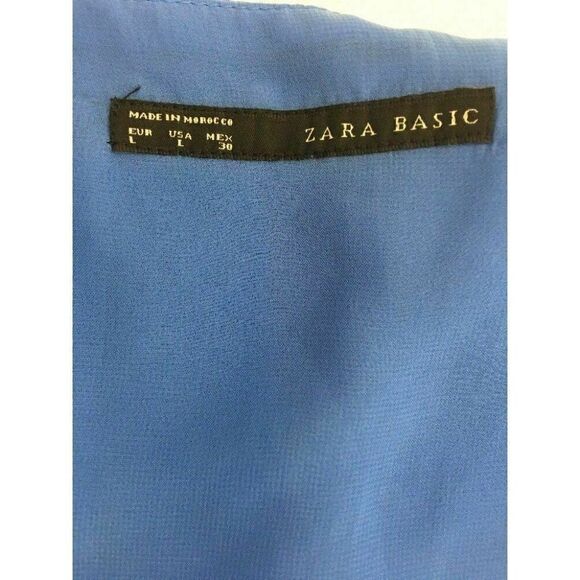 MADE IN MOROCCO
EUR USA MEX
L L 30
ZARA BASIC